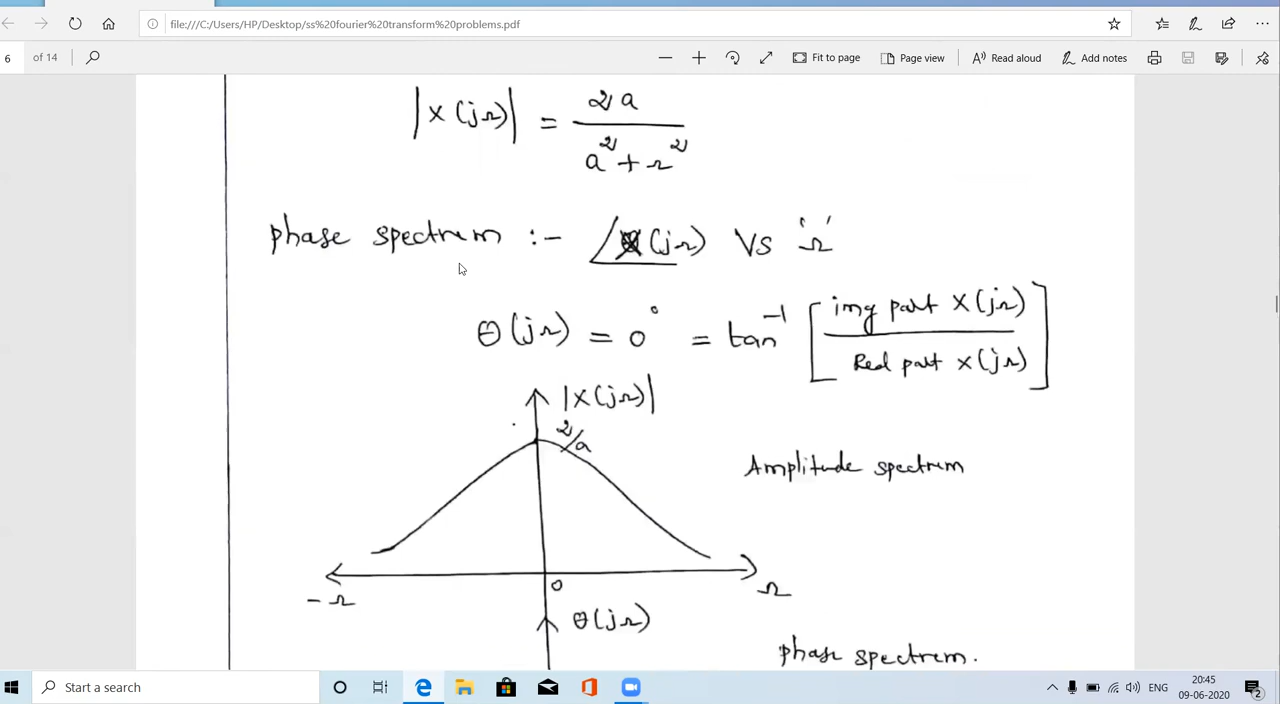 file:///C:/Users/HP/Desktop/ss%20fourier%20transform%20problems.pdf
6 of 14
Fit to page
Page view
Read aloud
Add notes
|X(jΩ)| = 2a / (a² + Ω²)
phase spectrum :- ∠X(jΩ) Vs 'Ω'
θ(jΩ) = 0° = tan⁻¹ [ img part X(jΩ) / Real part X(jΩ) ]
|X(jΩ)|
2/a
Amplitude spectrum
0
-Ω
Ω
θ(jΩ)
phase spectrum.
Start a search
ENG
20:45
09-06-2020
2